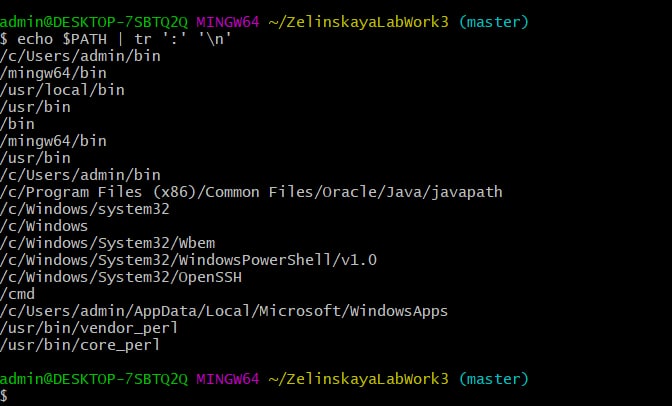 admin@DESKTOP-7SBTQ2Q MINGW64 ~/ZelinskayaLabWork3 (master)
$ echo $PATH | tr ':' '\n'
/c/Users/admin/bin
/mingw64/bin
/usr/local/bin
/usr/bin
/bin
/mingw64/bin
/usr/bin
/c/Users/admin/bin
/c/Program Files (x86)/Common Files/Oracle/Java/javapath
/c/Windows/system32
/c/Windows
/c/Windows/System32/Wbem
/c/Windows/System32/WindowsPowerShell/v1.0
/c/Windows/System32/OpenSSH
/cmd
/c/Users/admin/AppData/Local/Microsoft/WindowsApps
/usr/bin/vendor_perl
/usr/bin/core_perl
admin@DESKTOP-7SBTQ2Q MINGW64 ~/ZelinskayaLabWork3 (master)
$